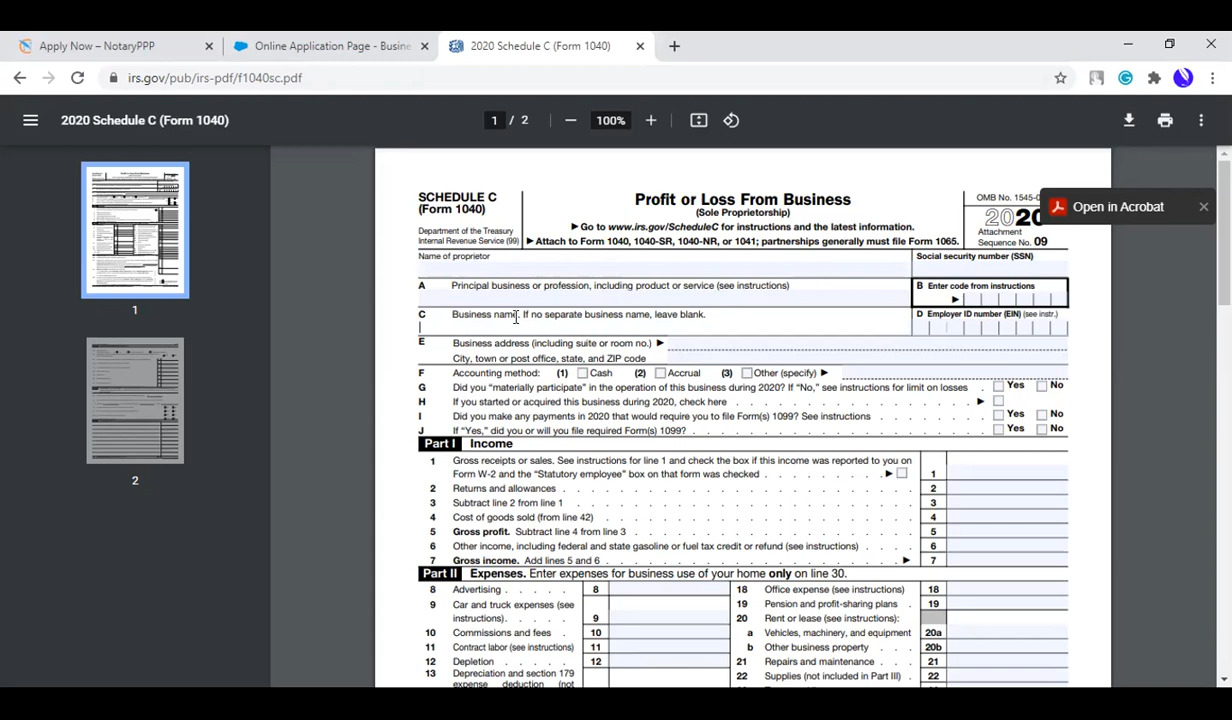 Apply Now – NotaryPPP
Online Application Page - Busine
2020 Schedule C (Form 1040)
irs.gov/pub/irs-pdf/f1040sc.pdf
2020 Schedule C (Form 1040)
1 / 2
100%
1
2
Open in Acrobat
SCHEDULE C
(Form 1040)
Department of the Treasury
Internal Revenue Service (99)
Profit or Loss From Business
(Sole Proprietorship)
▶ Go to www.irs.gov/ScheduleC for instructions and the latest information.
▶ Attach to Form 1040, 1040-SR, 1040-NR, or 1041; partnerships generally must file Form 1065.
OMB No. 1545-0
2020
Attachment
Sequence No. 09
Name of proprietor
Social security number (SSN)
A Principal business or profession, including product or service (see instructions)
B Enter code from instructions
▶
C Business name. If no separate business name, leave blank.
D Employer ID number (EIN) (see instr.)
E Business address (including suite or room no.) ▶
City, town or post office, state, and ZIP code
F Accounting method: (1) Cash (2) Accrual (3) Other (specify) ▶
G Did you “materially participate” in the operation of this business during 2020? If “No,” see instructions for limit on losses . Yes No
H If you started or acquired this business during 2020, check here . . . . . . . . . . . . . . . . . ▶
I Did you make any payments in 2020 that would require you to file Form(s) 1099? See instructions . . . . . . . . Yes No
J If “Yes,” did you or will you file required Form(s) 1099? . . . . . . . . . . . . . . . . . . . . Yes No
Part I Income
1 Gross receipts or sales. See instructions for line 1 and check the box if this income was reported to you on
Form W-2 and the “Statutory employee” box on that form was checked . . . . . . . . . ▶ 1
2 Returns and allowances . . . . . . . . . . . . . . . . . . . . . . . . . 2
3 Subtract line 2 from line 1 . . . . . . . . . . . . . . . . . . . . . . . . 3
4 Cost of goods sold (from line 42) . . . . . . . . . . . . . . . . . . . . . . 4
5 Gross profit. Subtract line 4 from line 3 . . . . . . . . . . . . . . . . . . . . 5
6 Other income, including federal and state gasoline or fuel tax credit or refund (see instructions) . . . . 6
7 Gross income. Add lines 5 and 6 . . . . . . . . . . . . . . . . . . . . . ▶ 7
Part II Expenses. Enter expenses for business use of your home only on line 30.
8 Advertising . . . . . 8
18 Office expense (see instructions) 18
9 Car and truck expenses (see
19 Pension and profit-sharing plans . 19
instructions). . . . . 9
20 Rent or lease (see instructions):
10 Commissions and fees . 10
a Vehicles, machinery, and equipment 20a
11 Contract labor (see instructions) 11
b Other business property . . . 20b
12 Depletion . . . . . 12
21 Repairs and maintenance . . . 21
13 Depreciation and section 179
22 Supplies (not included in Part III) . 22
expense deduction (not